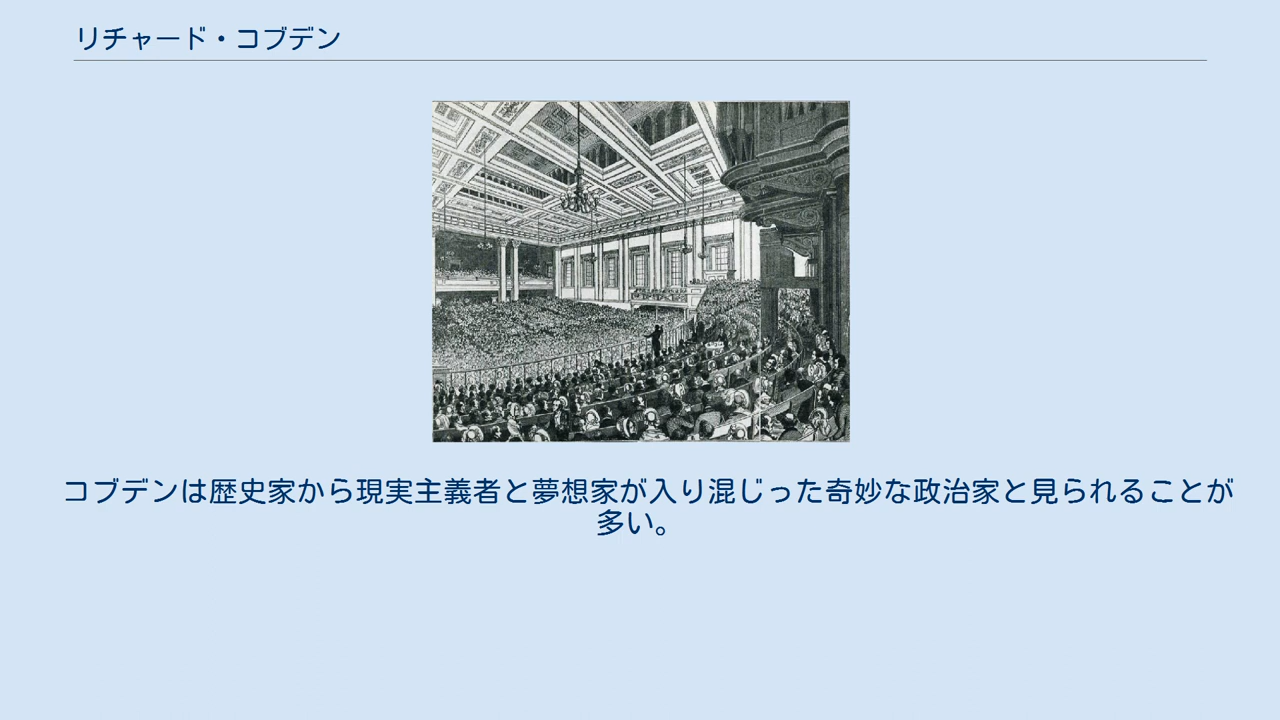 リチャード・コブデン
コブデンは歴史家から現実主義者と夢想家が入り混じった奇妙な政治家と見られることが
多い。